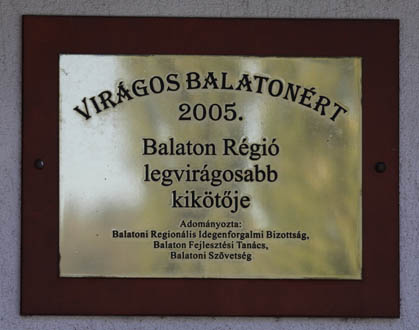 VIRÁGOS BALATONÉRT
2005.
Balaton Régió
legvirágosabb
kikötője
Adományozta:
Balatoni Regionális Idegenforgalmi Bizottság,
Balaton Fejlesztési Tanács,
Balatoni Szövetség